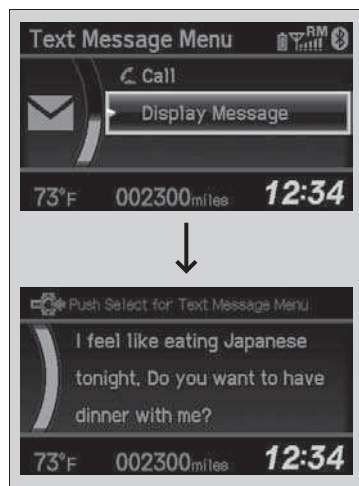 Text Message Menu RM
Call
Display Message
73°F 002300miles 12:34
Push Select for Text Message Menu
I feel like eating Japanese
tonight, Do you want to have
dinner with me?
73°F 002300miles 12:34